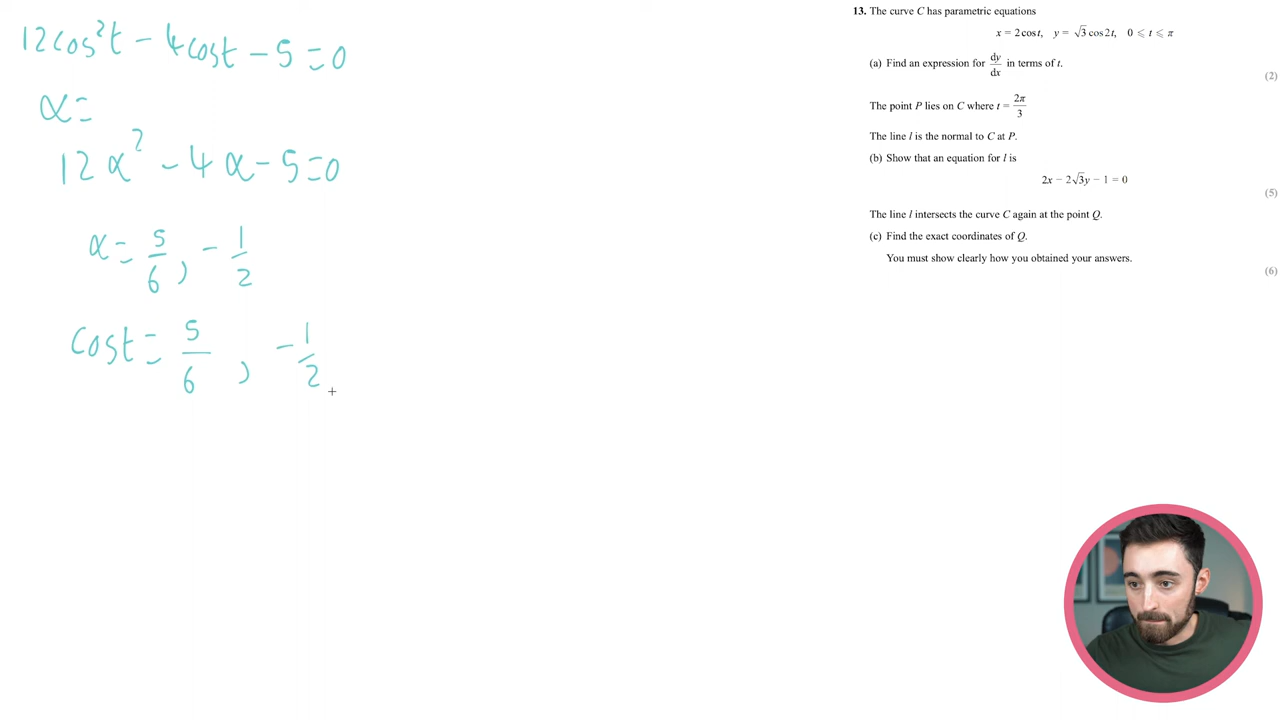 12cos²t - 4cost - 5 = 0
α =
12α² - 4α - 5 = 0
α = 5/6, -1/2
cost = 5/6, -1/2
13. The curve C has parametric equations
x = 2 cos t, y = √3 cos 2t, 0 ⩽ t ⩽ π
(a) Find an expression for dy/dx in terms of t.
(2)
The point P lies on C where t = 2π/3
The line l is the normal to C at P.
(b) Show that an equation for l is
2x − 2√3y − 1 = 0
(5)
The line l intersects the curve C again at the point Q.
(c) Find the exact coordinates of Q.
You must show clearly how you obtained your answers.
(6)